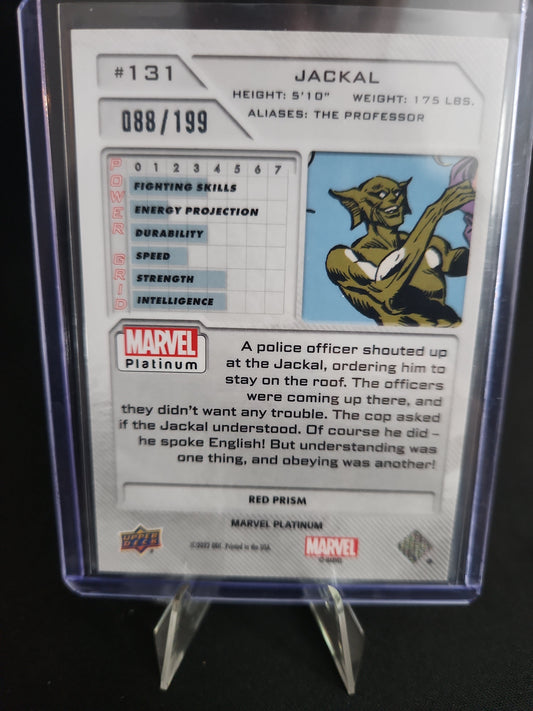 #131
JACKAL
HEIGHT: 5'10" WEIGHT: 175 LBS.
088/199
ALIASES: THE PROFESSOR
POWER GRID
0 1 2 3 4 5 6 7
FIGHTING SKILLS
ENERGY PROJECTION
DURABILITY
SPEED
STRENGTH
INTELLIGENCE
MARVEL
Platinum
A police officer shouted up
at the Jackal, ordering him to
stay on the roof. The officers
were coming up there, and
they didn't want any trouble. The cop asked
if the Jackal understood. Of course he did –
he spoke English! But understanding was
one thing, and obeying was another!
RED PRISM
MARVEL PLATINUM
UPPER
DECK
©2023 UDC. Printed in the USA
MARVEL
© MARVEL